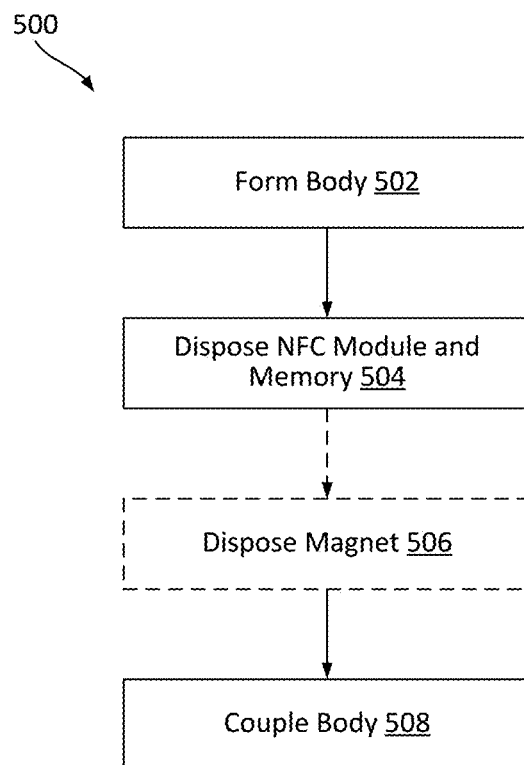 500
Form Body 502
Dispose NFC Module and
Memory 504
Dispose Magnet 506
Couple Body 508